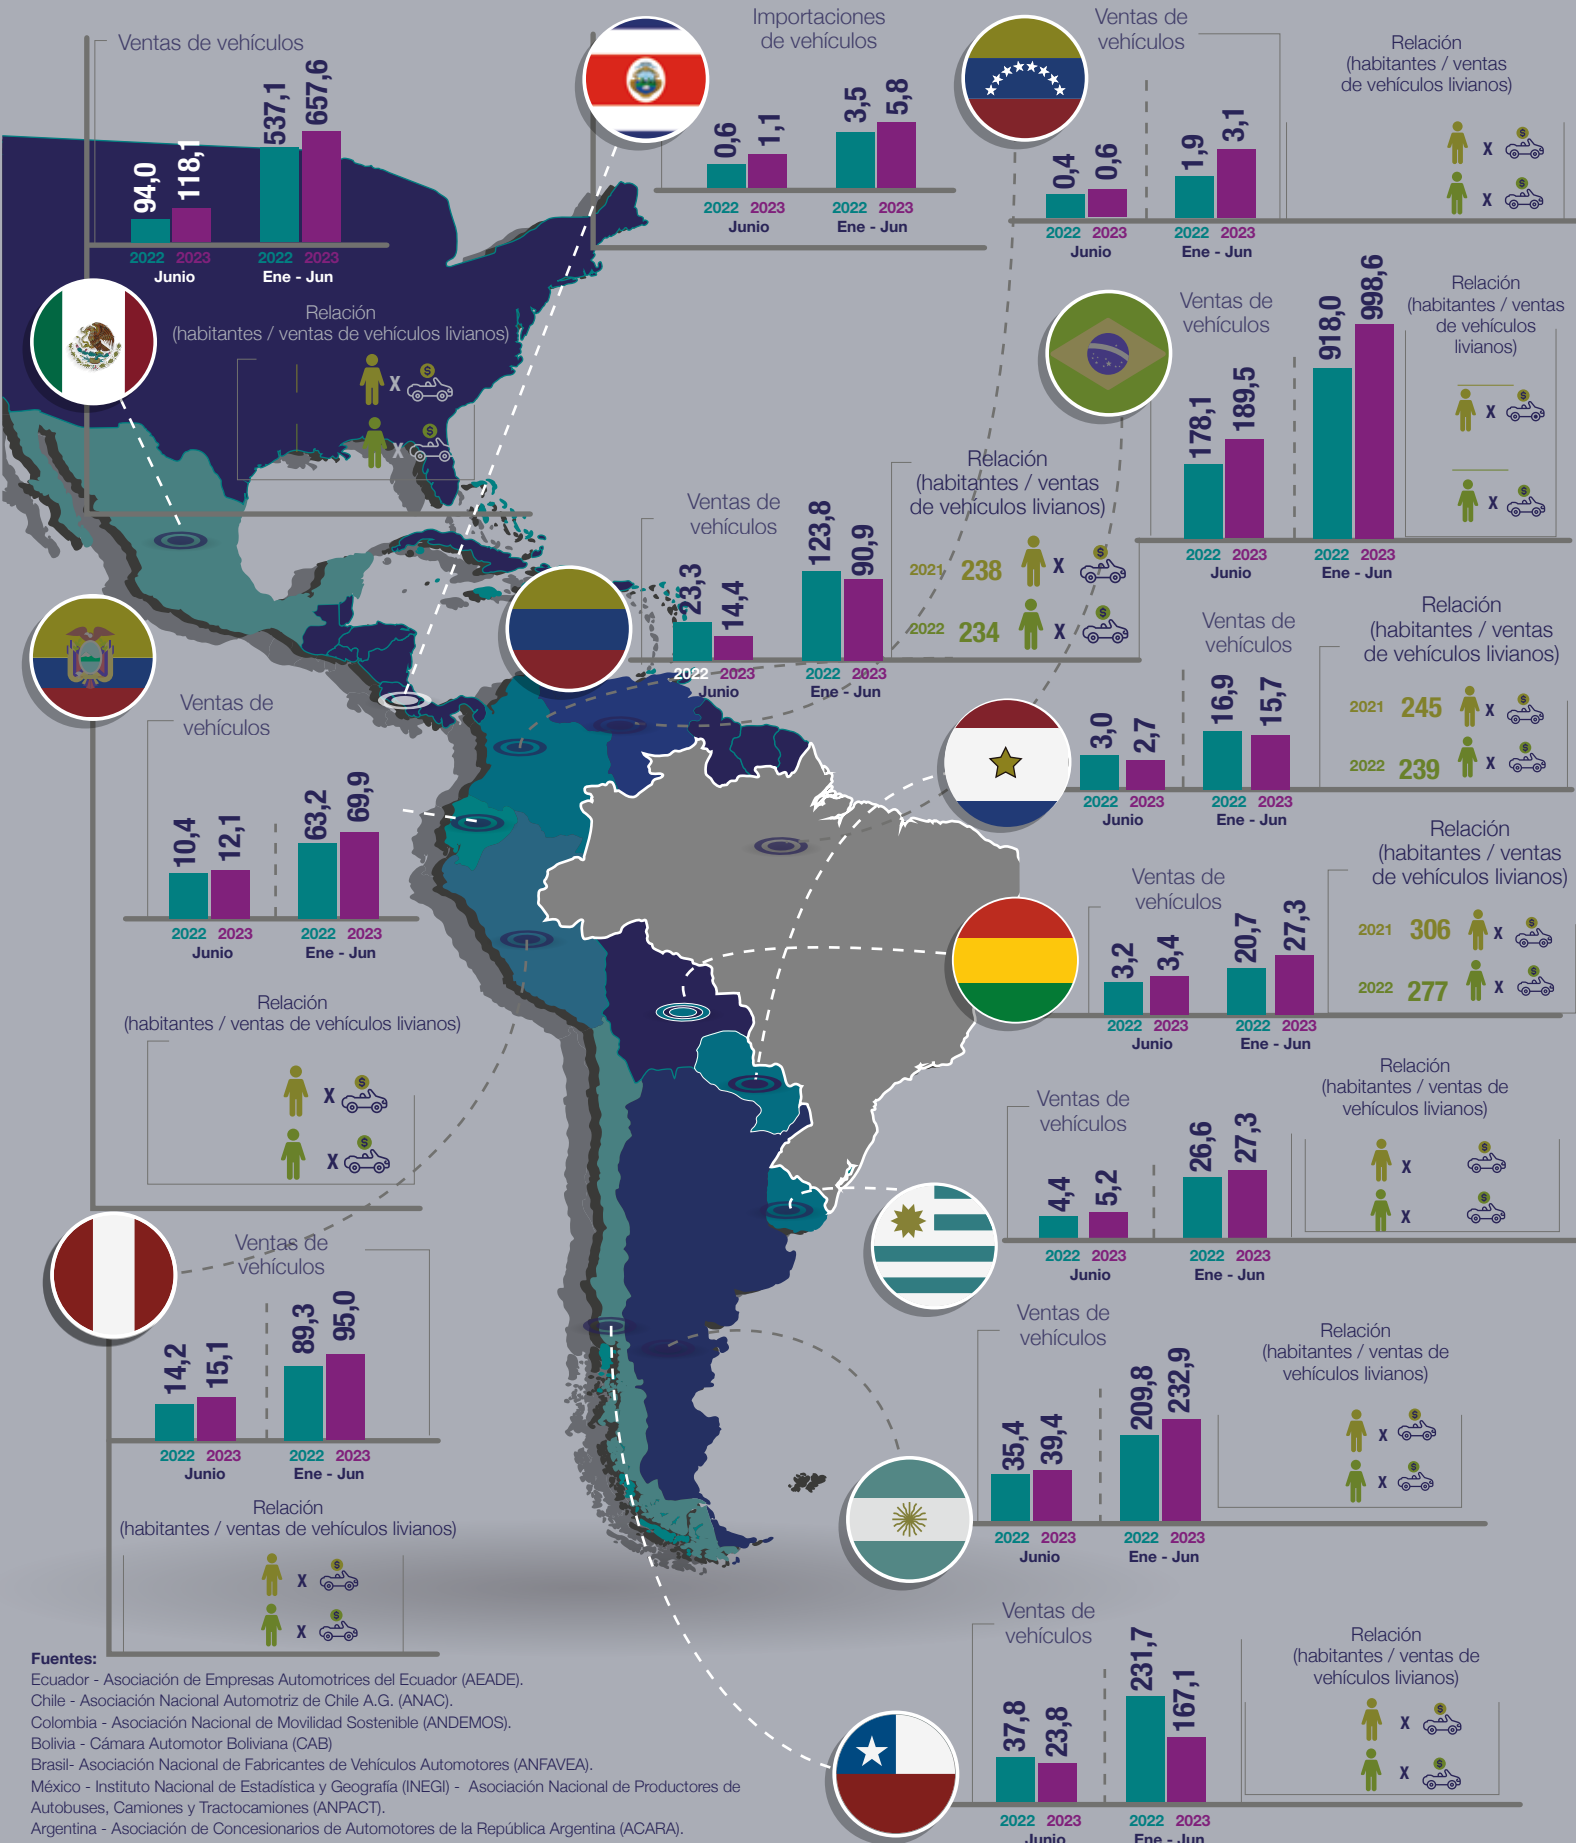 Ventas de vehículos
94,0
118,1
537,1
657,6
2022 2023 2022 2023
Junio Ene - Jun
Relación
(habitantes / ventas de vehículos livianos)
X $
X $
Importaciones
de vehículos
0,6
1,1
3,5
5,8
2022 2023 2022 2023
Junio Ene - Jun
Ventas de
vehículos
0,4
0,6
1,9
3,1
2022 2023 2022 2023
Junio Ene - Jun
Relación
(habitantes / ventas
de vehículos livianos)
X $
X $
Ventas de
vehículos
178,1
189,5
918,0
998,6
2022 2023 2022 2023
Junio Ene - Jun
Relación
(habitantes / ventas
de vehículos
livianos)
X $
X $
Ventas de
vehículos
23,3
14,4
123,8
90,9
2022 2023 2022 2023
Junio Ene - Jun
Relación
(habitantes / ventas
de vehículos livianos)
2021 238 X $
2022 234 X $
Ventas de
vehículos
3,0
2,7
16,9
15,7
2022 2023 2022 2023
Junio Ene - Jun
Relación
(habitantes / ventas
de vehículos livianos)
2021 245 X $
2022 239 X $
Ventas de
vehículos
10,4
12,1
63,2
69,9
2022 2023 2022 2023
Junio Ene - Jun
Relación
(habitantes / ventas de vehículos livianos)
X $
X $
Ventas de
vehículos
3,2
3,4
20,7
27,3
2022 2023 2022 2023
Junio Ene - Jun
Relación
(habitantes / ventas
de vehículos livianos)
2021 306 X $
2022 277 X $
Ventas de
vehículos
4,4
5,2
26,6
27,3
2022 2023 2022 2023
Junio Ene - Jun
Relación
(habitantes / ventas de
vehículos livianos)
X $
X $
Ventas de
vehículos
14,2
15,1
89,3
95,0
2022 2023 2022 2023
Junio Ene - Jun
Relación
(habitantes / ventas de vehículos livianos)
X $
X $
Ventas de
vehículos
35,4
39,4
209,8
232,9
2022 2023 2022 2023
Junio Ene - Jun
Relación
(habitantes / ventas de
vehículos livianos)
X $
X $
Ventas de
vehículos
37,8
23,8
231,7
167,1
2022 2023 2022 2023
Junio Ene - Jun
Relación
(habitantes / ventas de
vehículos livianos)
X $
X $
Fuentes:
Ecuador - Asociación de Empresas Automotrices del Ecuador (AEADE).
Chile - Asociación Nacional Automotriz de Chile A.G. (ANAC).
Colombia - Asociación Nacional de Movilidad Sostenible (ANDEMOS).
Bolivia - Cámara Automotor Boliviana (CAB)
Brasil- Asociación Nacional de Fabricantes de Vehículos Automotores (ANFAVEA).
México - Instituto Nacional de Estadística y Geografía (INEGI) - Asociación Nacional de Productores de
Autobuses, Camiones y Tractocamiones (ANPACT).
Argentina - Asociación de Concesionarios de Automotores de la República Argentina (ACARA).